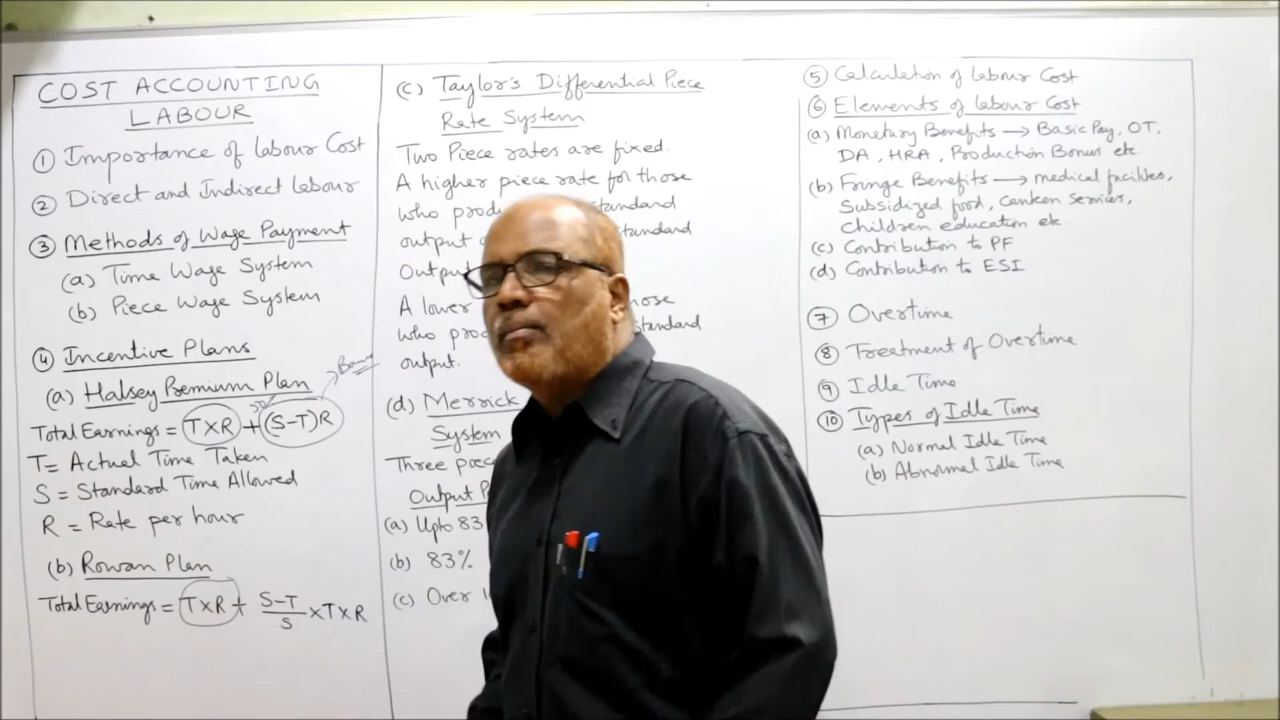 COST ACCOUNTING
LABOUR
① Importance of Labour Cost
② Direct and Indirect Labour
③ Methods of Wage Payment
(a) Time Wage System
(b) Piece Wage System
④ Incentive Plans
(a) Halsey Premium Plan
Bonus
50%
Total Earnings = TXR + (S-T)R
T= Actual Time Taken
S = Standard Time Allowed
R = Rate per hour
(b) Rowan Plan
Total Earnings = TXR + S-T/S XTXR
(c) Taylor's Differential Piece
Rate System
Two Piece rates are fixed.
A higher piece rate for those
who standard
output standard
Output
A lower
who standard
output.
(d) Merrick
System
Three
Output
(a) Upto 83
(b) 83%
(c) Over
⑤ Calculation of Labour Cost
⑥ Elements of Labour Cost
(a) Monetary Benefits → Basic Pay, OT,
DA, HRA, Production Bonus etc
(b) Fringe Benefits → medical facilites,
Subsidized food, canteen Services,
children education etc
(c) Contribution to PF
(d) Contribution to ESI
⑦ Overtime
⑧ Treatment of Overtime
⑨ Idle Time
⑩ Types of Idle Time
(a) Normal Idle Time
(b) Abnormal Idle Time